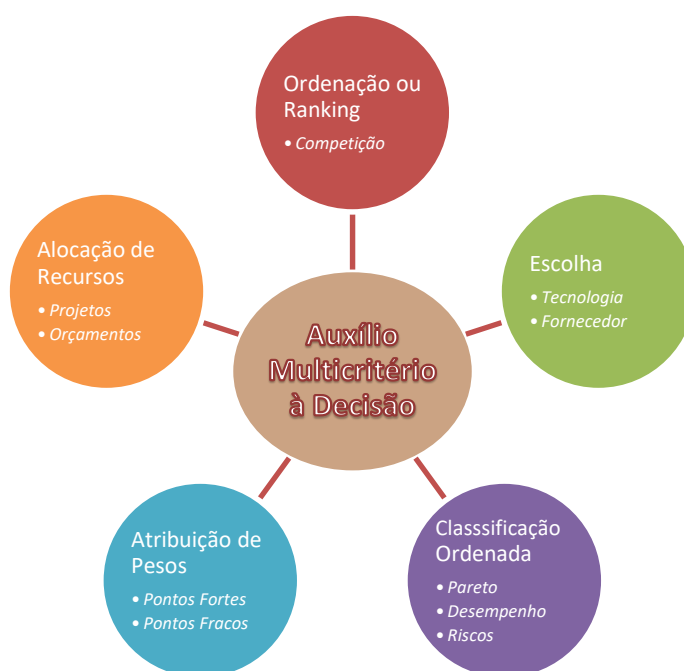 Ordenação ou
Ranking
• Competição
Alocação de
Recursos
• Projetos
• Orçamentos
Escolha
• Tecnologia
• Fornecedor
Auxílio
Multicritério
à Decisão
Atribuição de
Pesos
• Pontos Fortes
• Pontos Fracos
Classsificação
Ordenada
• Pareto
• Desempenho
• Riscos